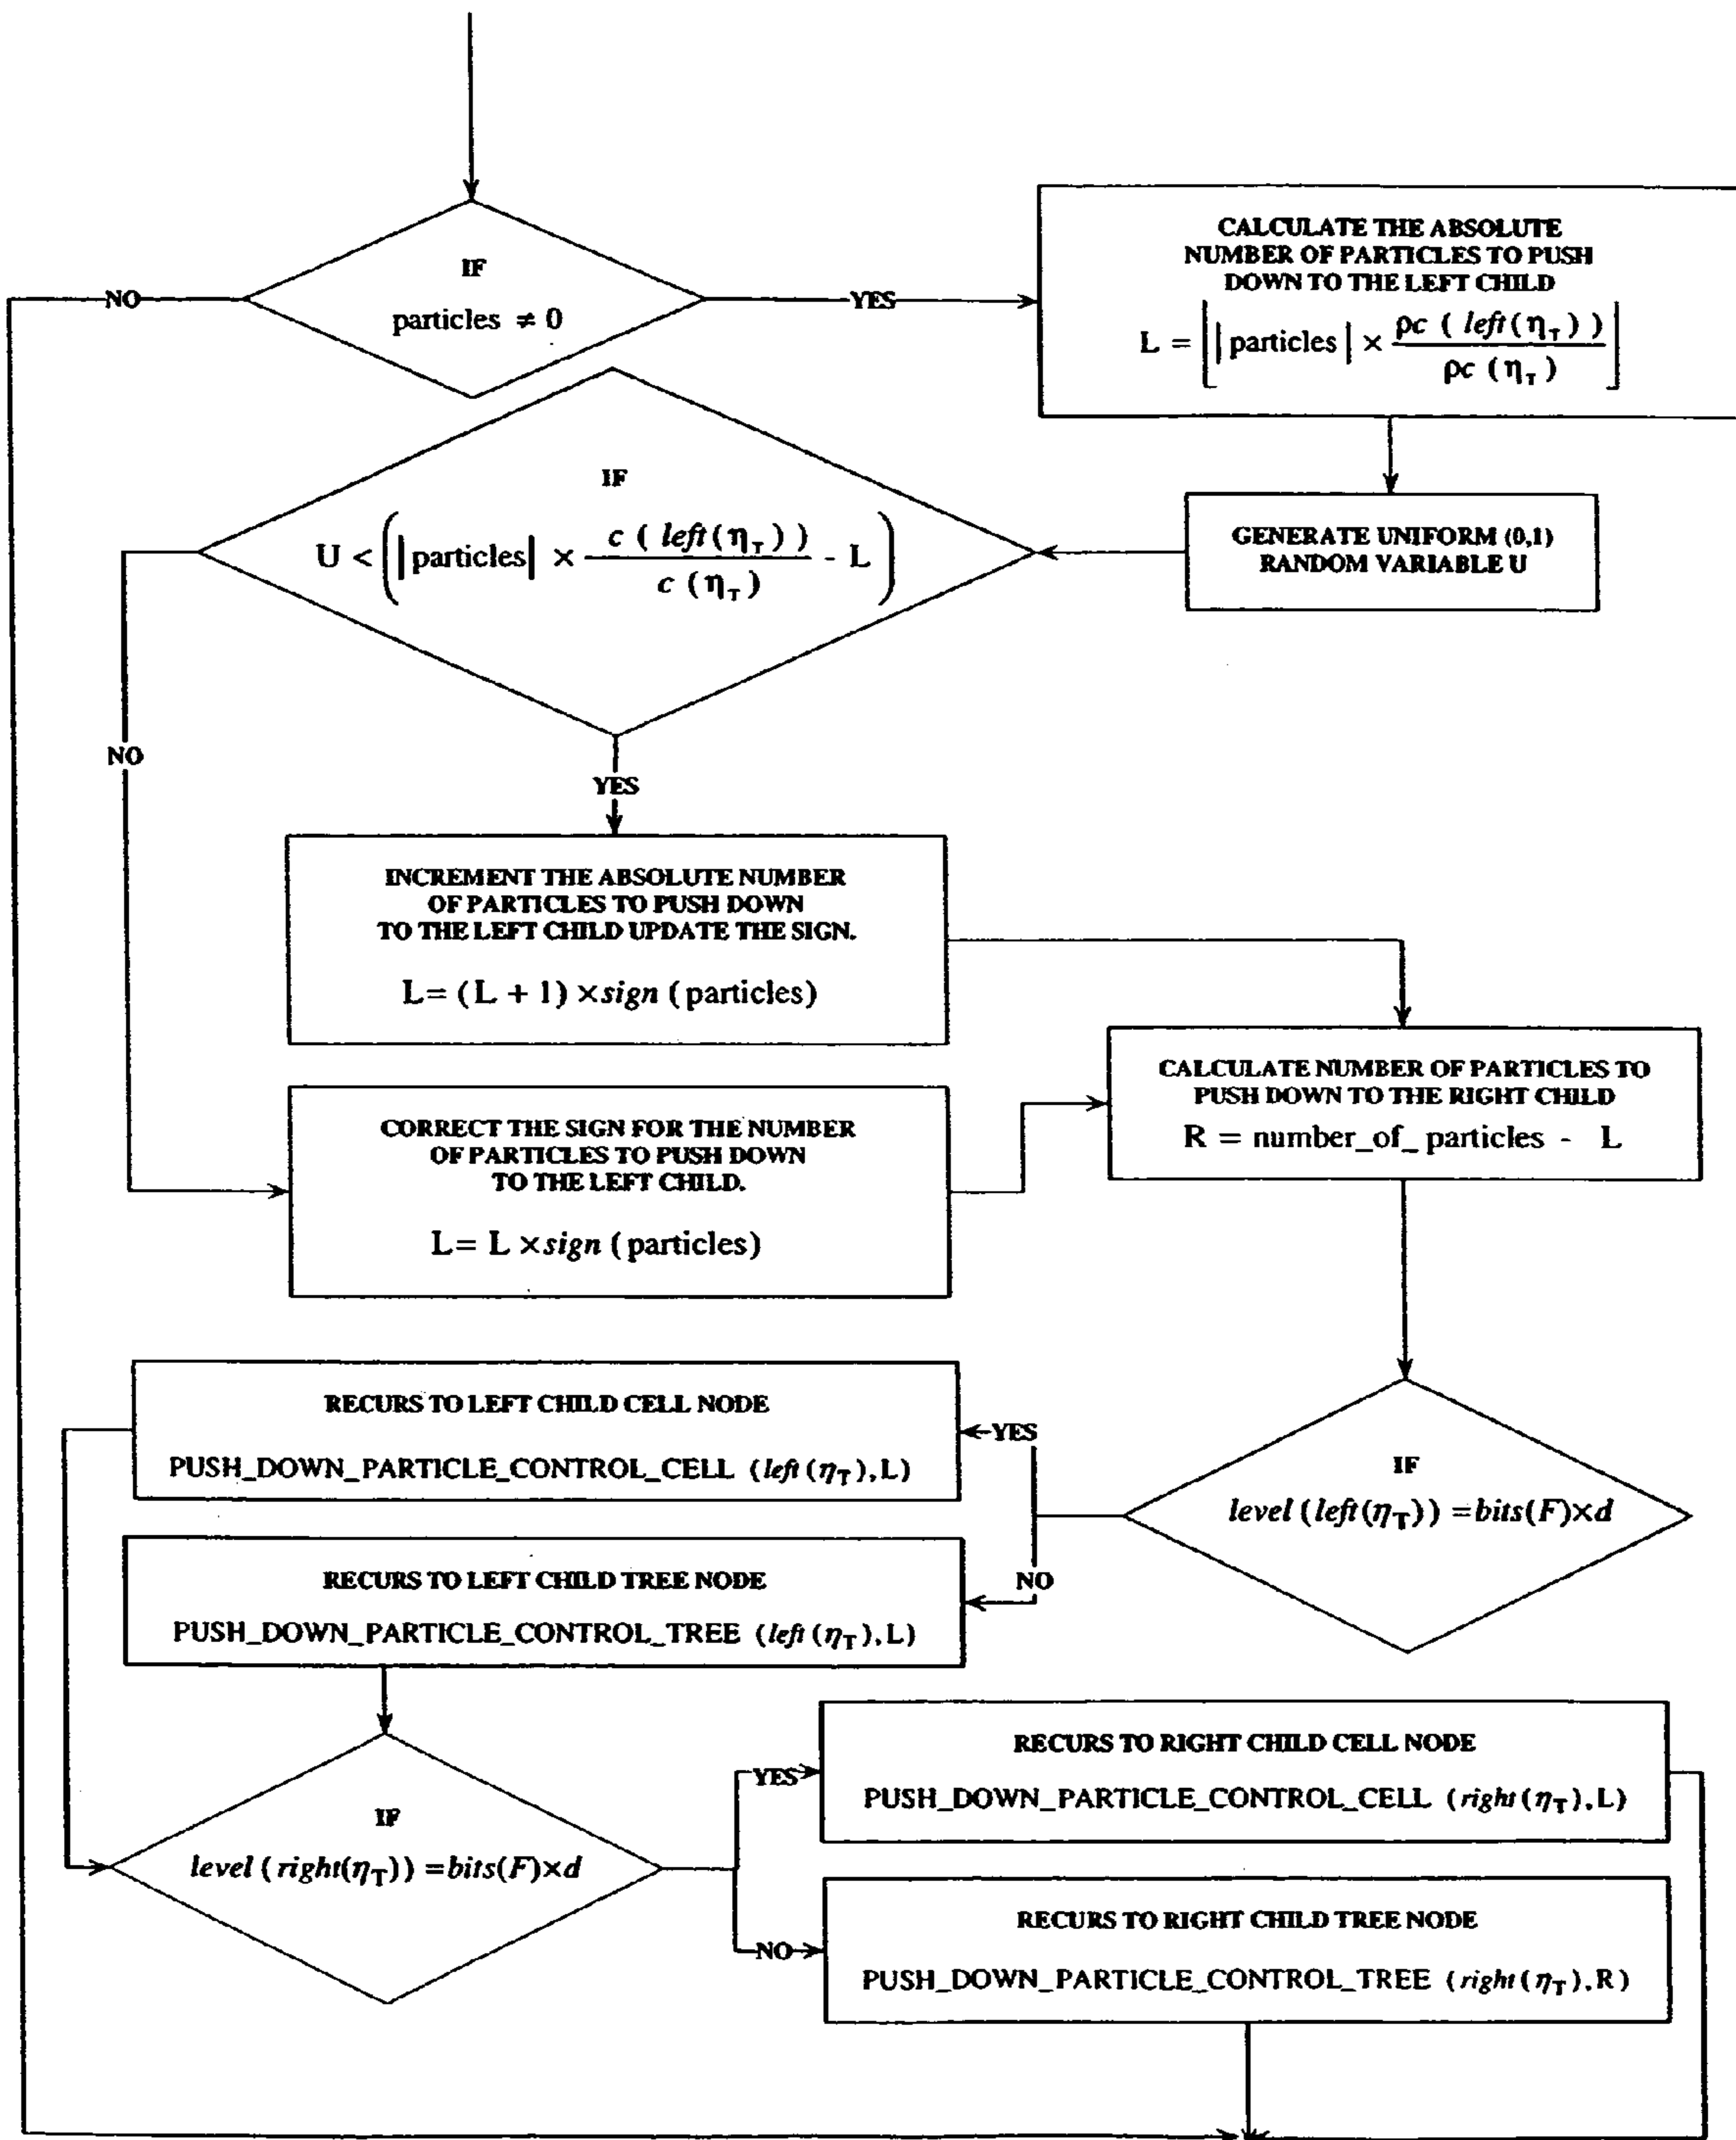 IF
particles ≠ 0
NO
YES
CALCULATE THE ABSOLUTE
NUMBER OF PARTICLES TO PUSH
DOWN TO THE LEFT CHILD
L = ⌊|particles| × ρc ( left(η_T) ) / ρc (η_T)⌋
GENERATE UNIFORM (0,1)
RANDOM VARIABLE U
IF
U < (|particles| × c ( left(η_T) ) / c (η_T) - L)
NO
YES
INCREMENT THE ABSOLUTE NUMBER
OF PARTICLES TO PUSH DOWN
TO THE LEFT CHILD UPDATE THE SIGN.
L= (L + 1) ×sign (particles)
CORRECT THE SIGN FOR THE NUMBER
OF PARTICLES TO PUSH DOWN
TO THE LEFT CHILD.
L= L ×sign (particles)
CALCULATE NUMBER OF PARTICLES TO
PUSH DOWN TO THE RIGHT CHILD
R = number_of_ particles - L
IF
level (left(η_T)) =bits(F)×d
YES
NO
RECURS TO LEFT CHILD CELL NODE
PUSH_DOWN_PARTICLE_CONTROL_CELL (left (η_T),L)
RECURS TO LEFT CHILD TREE NODE
PUSH_DOWN_PARTICLE_CONTROL_TREE (left (η_T),L)
IF
level (right(η_T)) =bits(F)×d
YES
NO
RECURS TO RIGHT CHILD CELL NODE
PUSH_DOWN_PARTICLE_CONTROL_CELL (right (η_T),L)
RECURS TO RIGHT CHILD TREE NODE
PUSH_DOWN_PARTICLE_CONTROL_TREE (right (η_T),R)